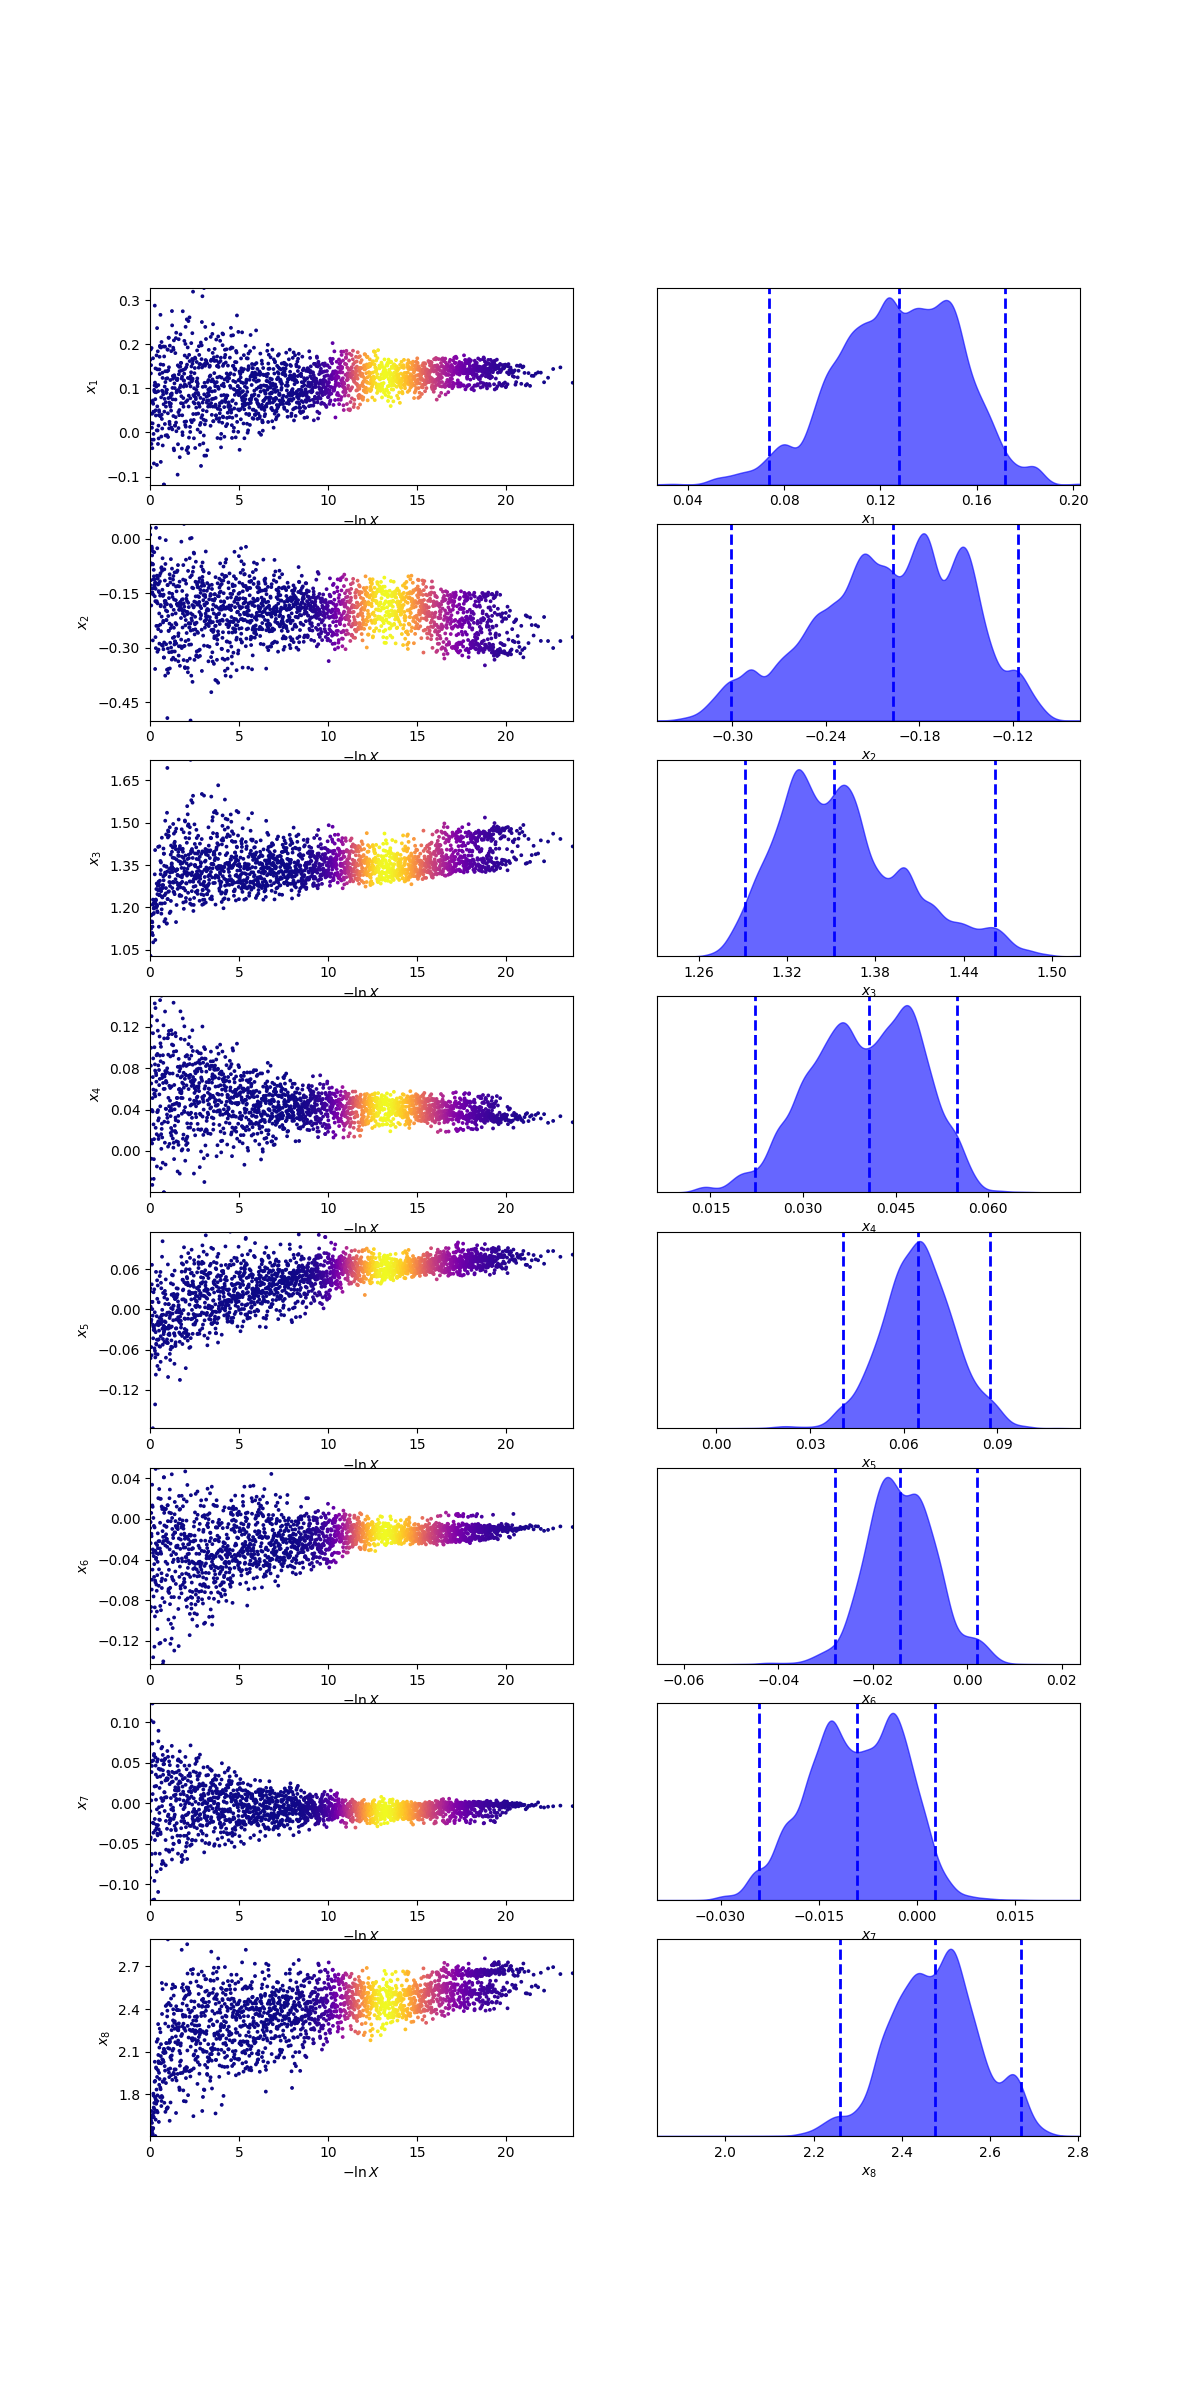 0.3
0.2
0.1
0.0
−0.1
x₁
0 5 10 15 20
−ln X
0.04 0.08 0.12 0.16 0.20
x₁
0.00
−0.15
−0.30
−0.45
x₂
0 5 10 15 20
−ln X
−0.30 −0.24 −0.18 −0.12
x₂
1.65
1.50
1.35
1.20
1.05
x₃
0 5 10 15 20
−ln X
1.26 1.32 1.38 1.44 1.50
x₃
0.12
0.08
0.04
0.00
x₄
0 5 10 15 20
−ln X
0.015 0.030 0.045 0.060
x₄
0.06
0.00
−0.06
−0.12
x₅
0 5 10 15 20
−ln X
0.00 0.03 0.06 0.09
x₅
0.04
0.00
−0.04
−0.08
−0.12
x₆
0 5 10 15 20
−ln X
−0.06 −0.04 −0.02 0.00 0.02
x₆
0.10
0.05
0.00
−0.05
−0.10
x₇
0 5 10 15 20
−ln X
−0.030 −0.015 0.000 0.015
x₇
2.7
2.4
2.1
1.8
x₈
0 5 10 15 20
−ln X
2.0 2.2 2.4 2.6 2.8
x₈